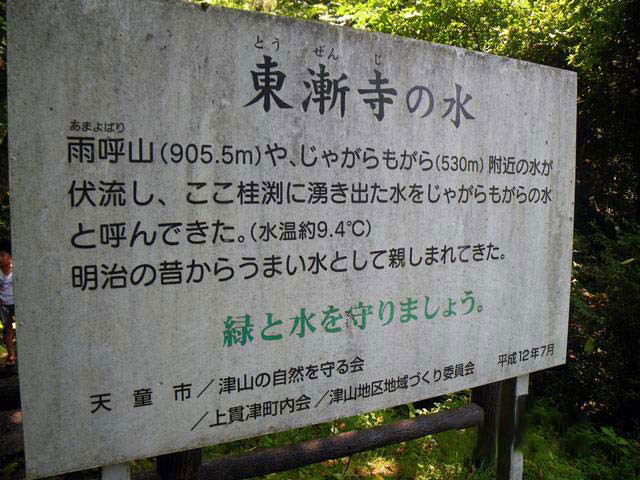 とうぜんじ
東漸寺の水
あまよばり
雨呼山(905.5m)や、じゃがらもがら(530m)附近の水が
伏流し、ここ桂渕に湧き出た水をじゃがらもがらの水
と呼んできた。(水温約9.4℃)
明治の昔からうまい水として親しまれてきた。
緑と水を守りましょう。
天童市/津山の自然を守る会
/上貫津町内会/津山地区地域づくり委員会
平成12年7月